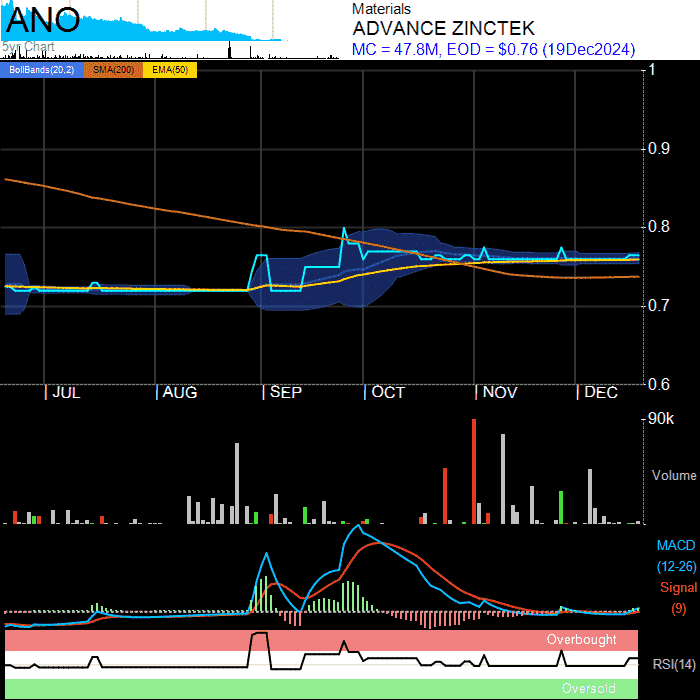 ANO
5yr Chart
Materials
ADVANCE ZINCTEK
MC = 47.8M, EOD = $0.76 (19Dec2024)
BollBands(20,2) SMA(200) EMA(50)
1
0.9
0.8
0.7
0.6
JUL AUG SEP OCT NOV DEC
90k
Volume
MACD
(12-26)
Signal
(9)
Overbought
RSI(14)
Oversold